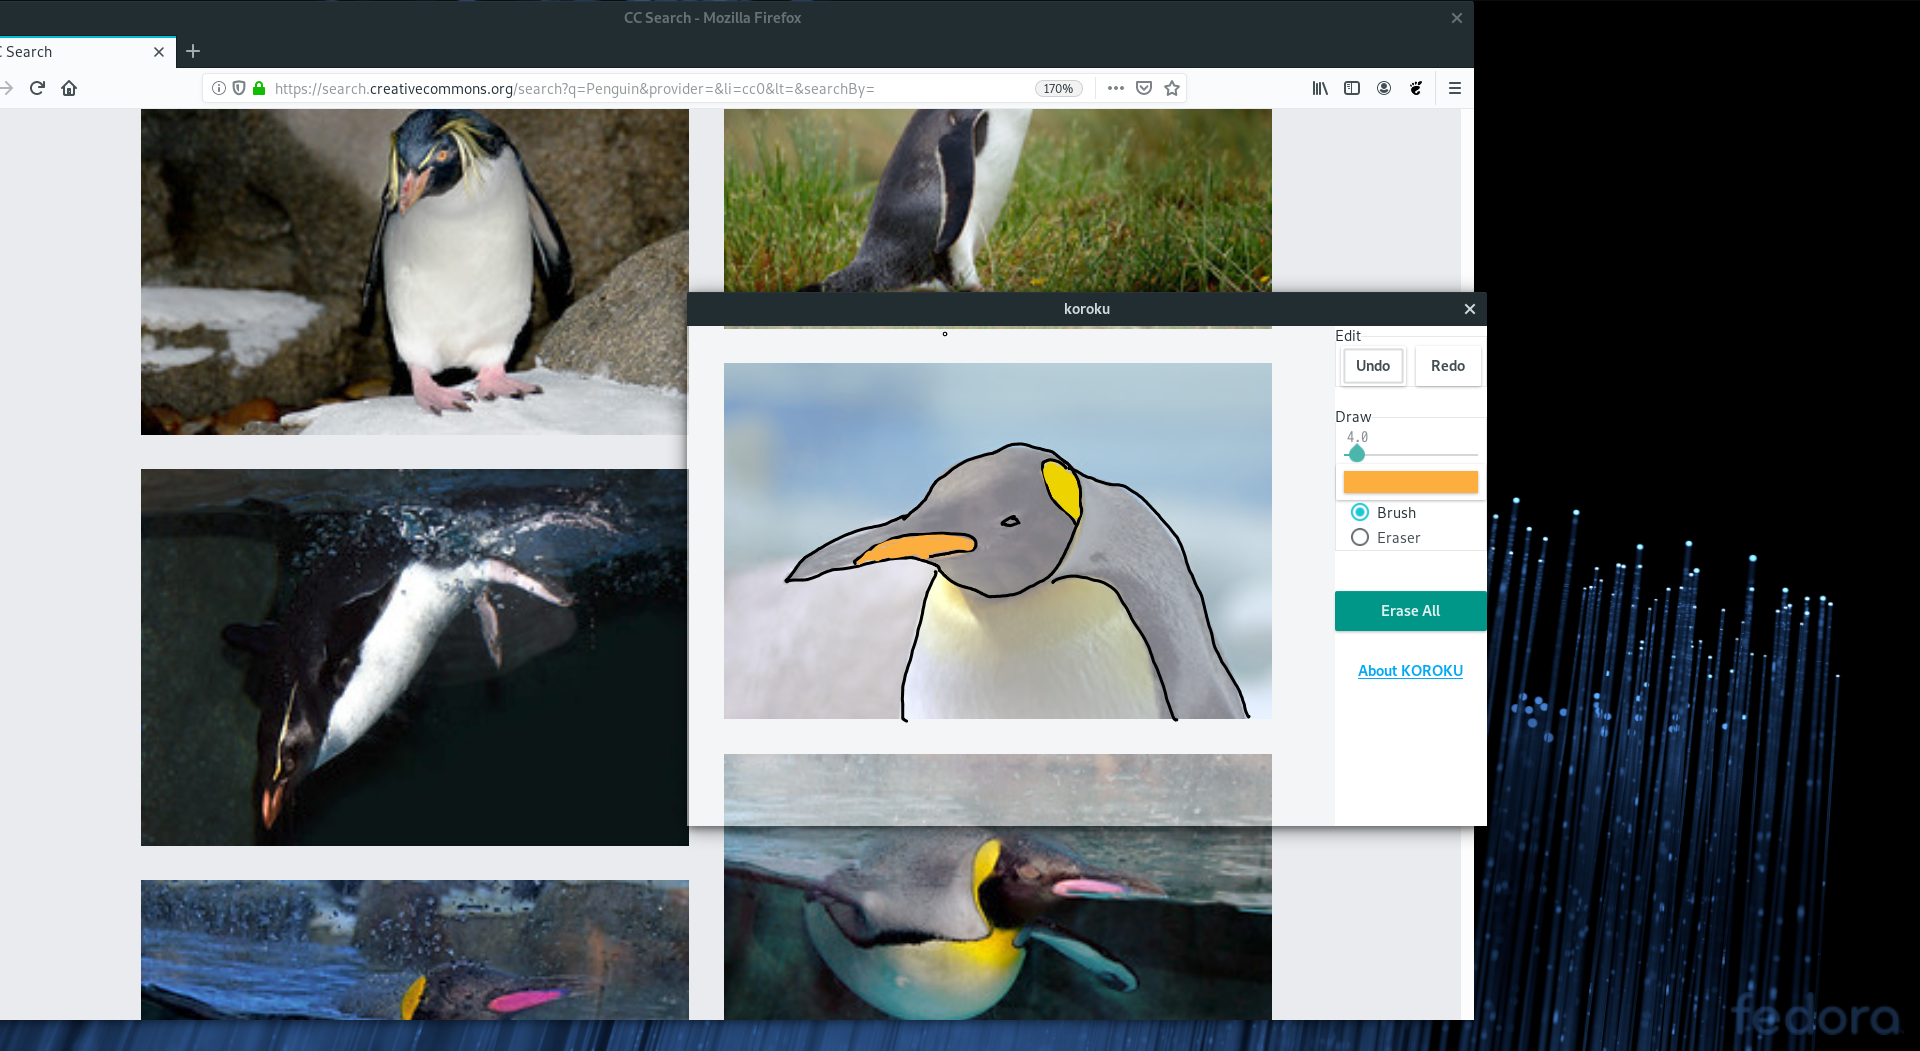 CC Search - Mozilla Firefox
C Search
https://search.creativecommons.org/search?q=Penguin&provider=&li=cc0&lt=&searchBy=
170%
koroku
Edit
Undo
Redo
Draw
4.0
Brush
Eraser
Erase All
About KOROKU
fedora